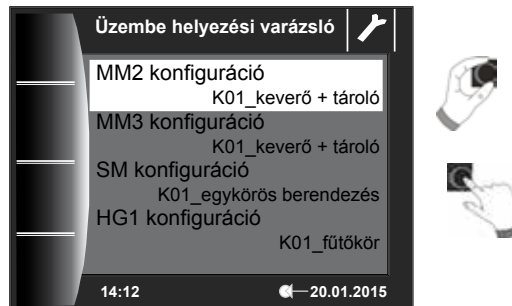 Üzembe helyezési varázsló
MM2 konfiguráció
K01_keverő + tároló
MM3 konfiguráció
K01_keverő + tároló
SM konfiguráció
K01_egykörös berendezés
HG1 konfiguráció
K01_fűtőkör
14:12 20.01.2015